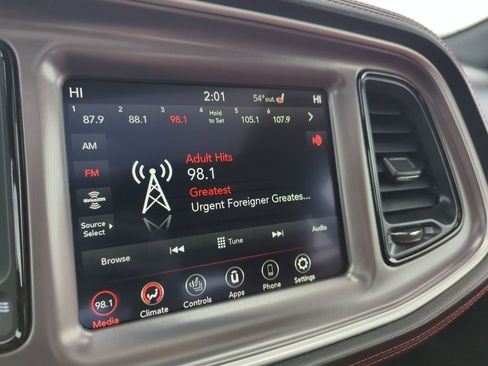 HI 2:01 54°out. HI
1 2 3 4 5 6
87.9 88.1 98.1 Hold to Set 105.1 107.9
AM
FM
SiriusXM
Source Select
Adult Hits
98.1
Greatest
Urgent Foreigner Greates...
Browse Tune Audio
98.1
Media Climate Controls Apps Phone Settings